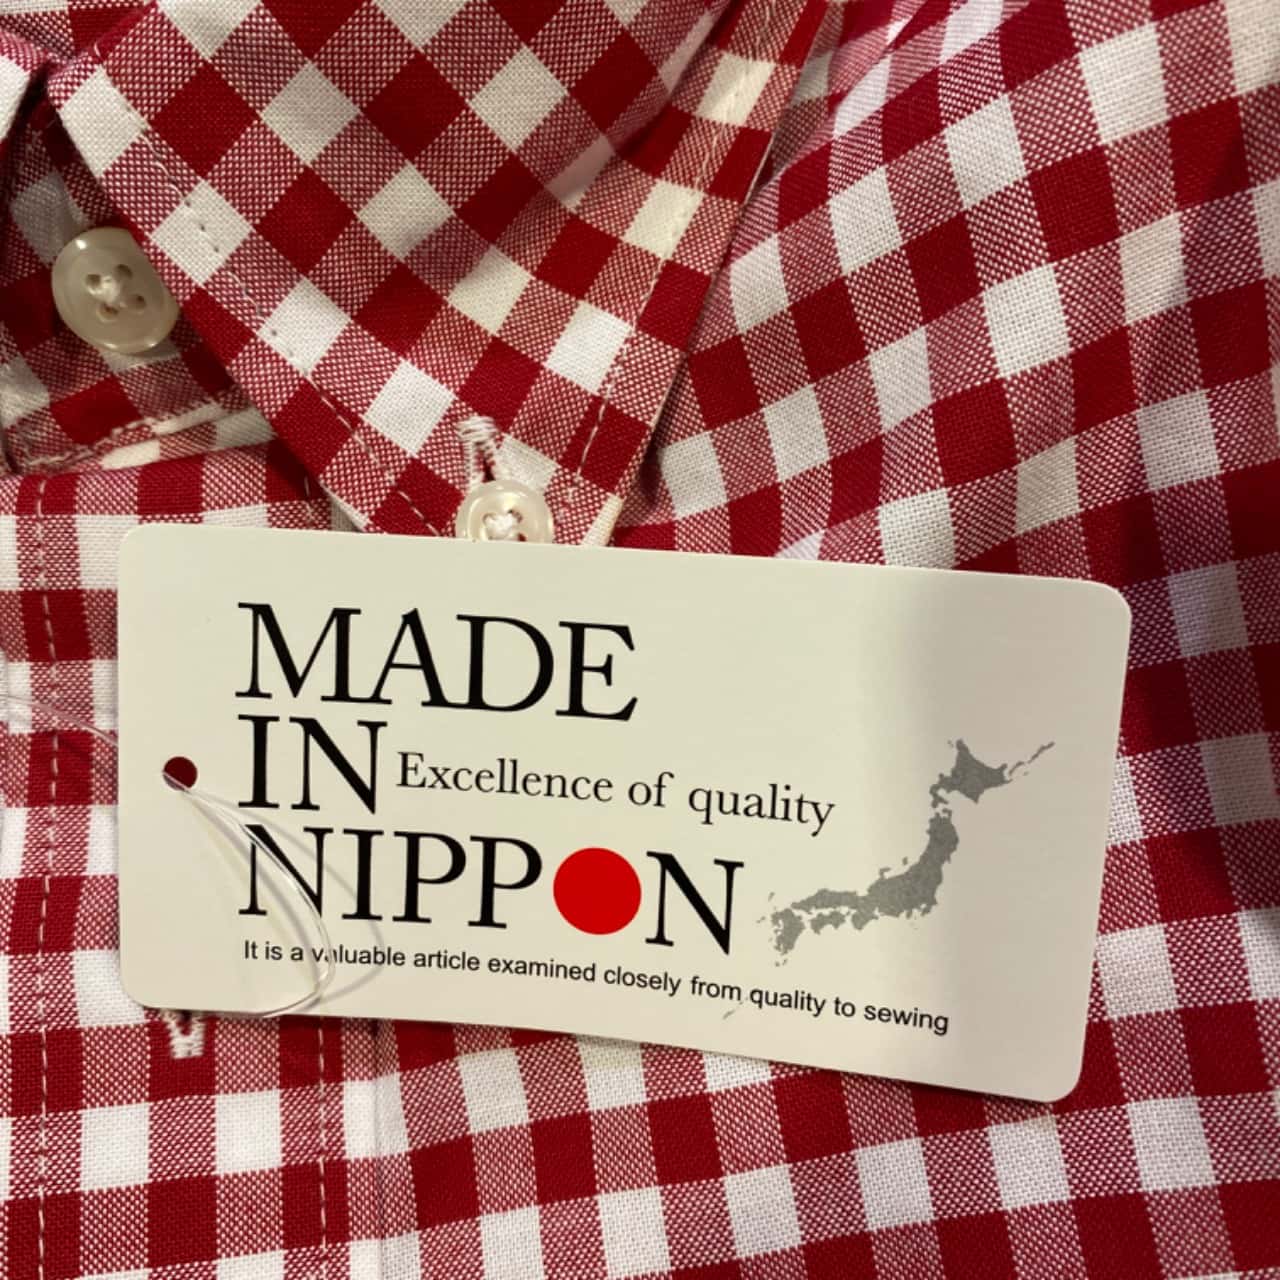 MADE
IN Excellence of quality
NIPPON
It is a valuable article examined closely from quality to sewing